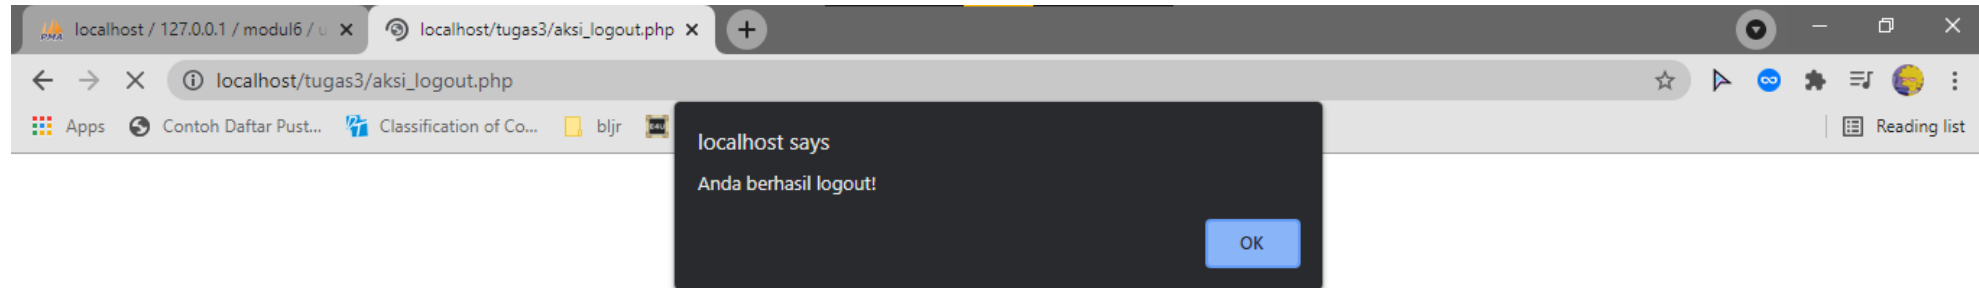 localhost / 127.0.0.1 / modul6 / u
localhost/tugas3/aksi_logout.php
localhost/tugas3/aksi_logout.php
Apps Contoh Daftar Pust... Classification of Co... bljr Reading list
localhost says
Anda berhasil logout!
OK